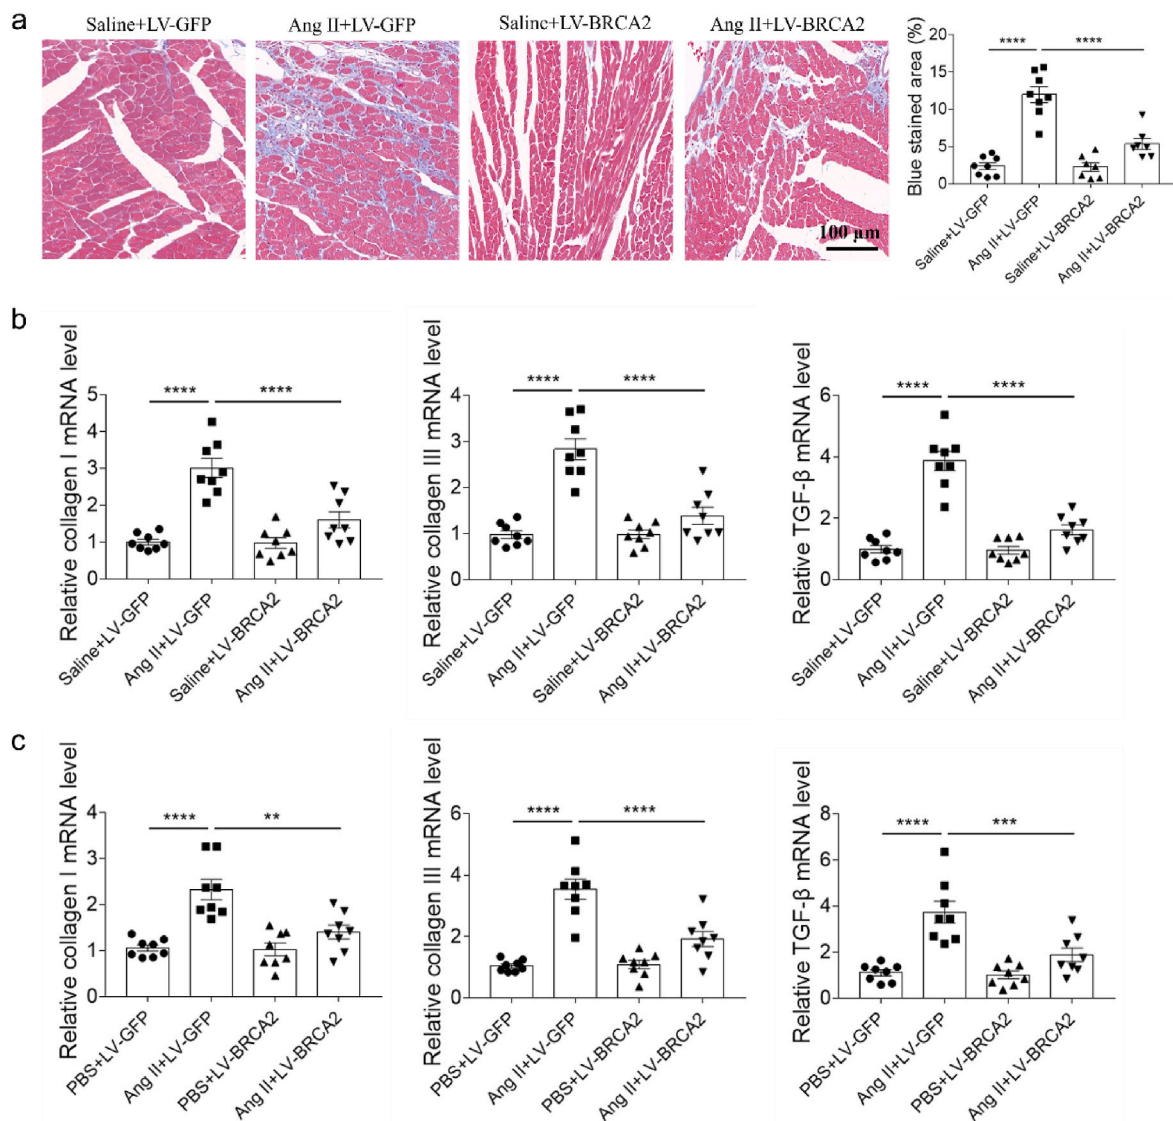 a
Saline+LV-GFP
Ang II+LV-GFP
Saline+LV-BRCA2
Ang II+LV-BRCA2
100 µm
Blue stained area (%)
20
15
10
5
0
****
****
Saline+LV-GFP
Ang II+LV-GFP
Saline+LV-BRCA2
Ang II+LV-BRCA2
b
Relative collagen I mRNA level
5
4
3
2
1
0
****
****
Saline+LV-GFP
Ang II+LV-GFP
Saline+LV-BRCA2
Ang II+LV-BRCA2
Relative collagen III mRNA level
4
3
2
1
0
****
****
Saline+LV-GFP
Ang II+LV-GFP
Saline+LV-BRCA2
Ang II+LV-BRCA2
Relative TGF-β mRNA level
6
4
2
0
****
****
Saline+LV-GFP
Ang II+LV-GFP
Saline+LV-BRCA2
Ang II+LV-BRCA2
c
Relative collagen I mRNA level
4
3
2
1
0
****
**
PBS+LV-GFP
Ang II+LV-GFP
PBS+LV-BRCA2
Ang II+LV-BRCA2
Relative collagen III mRNA level
6
4
2
0
****
****
PBS+LV-GFP
Ang II+LV-GFP
PBS+LV-BRCA2
Ang II+LV-BRCA2
Relative TGF-β mRNA level
8
6
4
2
0
****
***
PBS+LV-GFP
Ang II+LV-GFP
PBS+LV-BRCA2
Ang II+LV-BRCA2